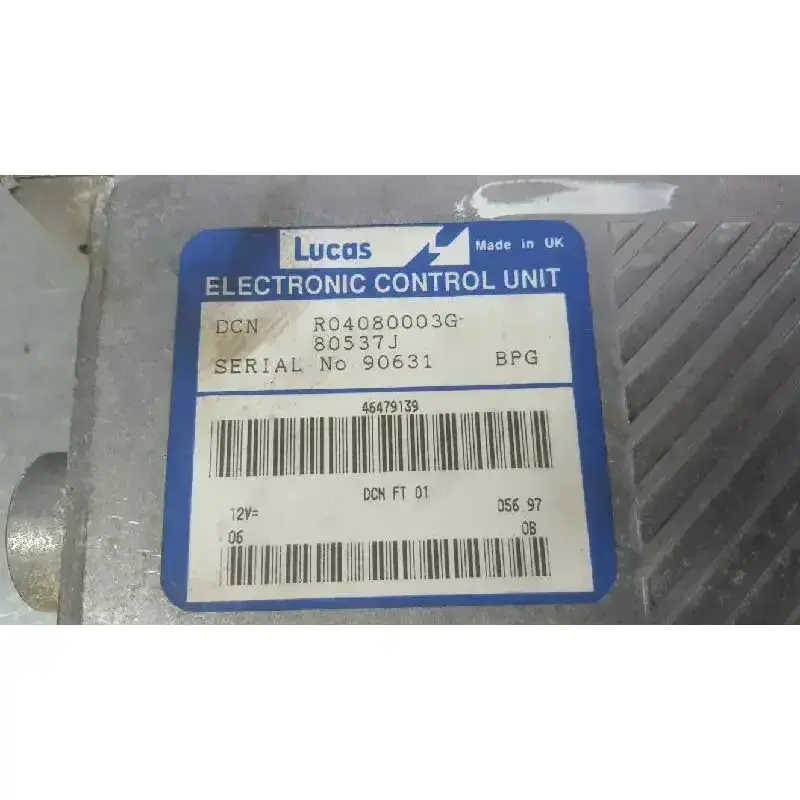 Lucas Made in UK
ELECTRONIC CONTROL UNIT
DCN R04080003G-
80537J
SERIAL No 90631 BPG
46479139
DCN FT 01
12V= 056 97
06 0B